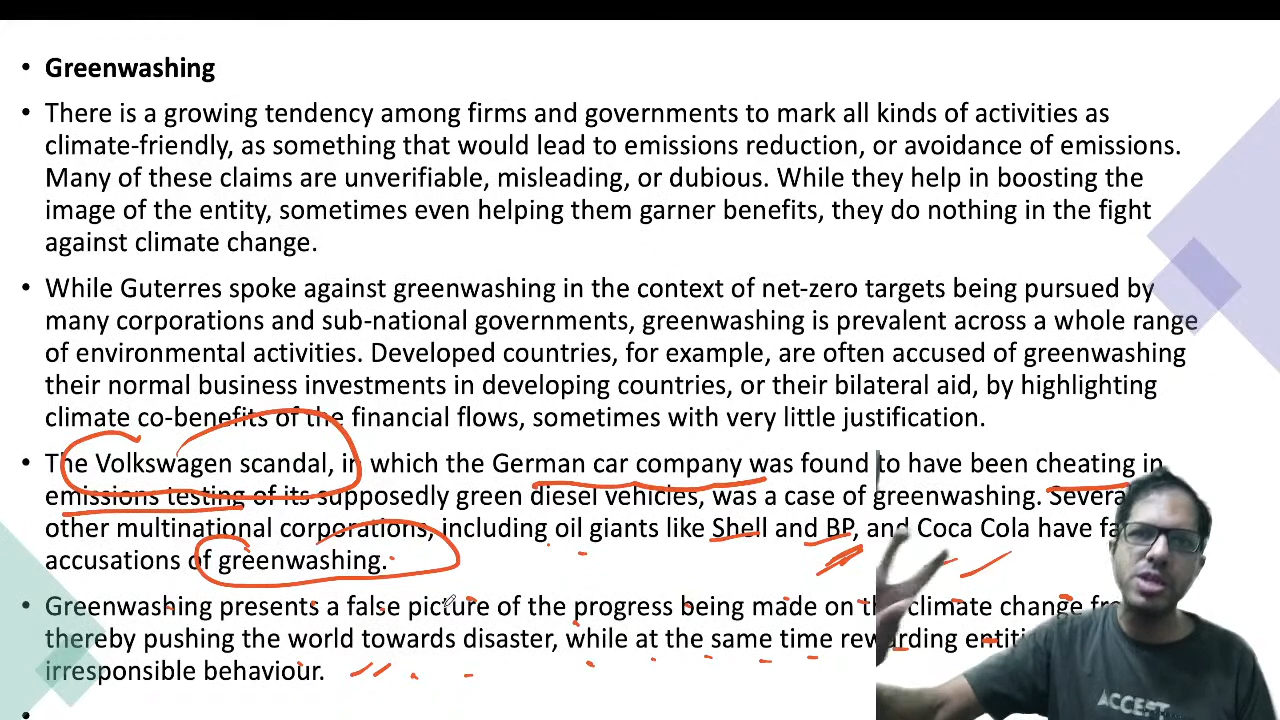 • Greenwashing
• There is a growing tendency among firms and governments to mark all kinds of activities as
climate-friendly, as something that would lead to emissions reduction, or avoidance of emissions.
Many of these claims are unverifiable, misleading, or dubious. While they help in boosting the
image of the entity, sometimes even helping them garner benefits, they do nothing in the fight
against climate change.
• While Guterres spoke against greenwashing in the context of net-zero targets being pursued by
many corporations and sub-national governments, greenwashing is prevalent across a whole range
of environmental activities. Developed countries, for example, are often accused of greenwashing
their normal business investments in developing countries, or their bilateral aid, by highlighting
climate co-benefits of the financial flows, sometimes with very little justification.
• The Volkswagen scandal, in which the German car company was found to have been cheating in
emissions testing of its supposedly green diesel vehicles, was a case of greenwashing. Severa
other multinational corporations, including oil giants like Shell and BP, and Coca Cola have fa
accusations of greenwashing.
• Greenwashing presents a false picture of the progress being made on th climate change fr
thereby pushing the world towards disaster, while at the same time rewarding entiti
irresponsible behaviour.
•
ACCEST